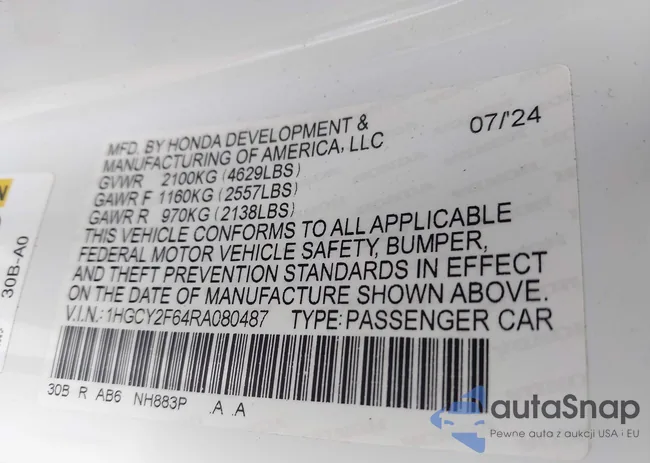 MFD. BY HONDA DEVELOPMENT & 07/'24
MANUFACTURING OF AMERICA, LLC
GVWR 2100KG (4629LBS)
GAWR F 1160KG (2557LBS)
GAWR R 970KG (2138LBS)
THIS VEHICLE CONFORMS TO ALL APPLICABLE
FEDERAL MOTOR VEHICLE SAFETY, BUMPER,
AND THEFT PREVENTION STANDARDS IN EFFECT
ON THE DATE OF MANUFACTURE SHOWN ABOVE.
V.I.N.: 1HGCY2F64RA080487 TYPE: PASSENGER CAR
30B R AB6 NH883P .A .A
30B-A0
autaSnap
Pewne auta z aukcji USA i EU